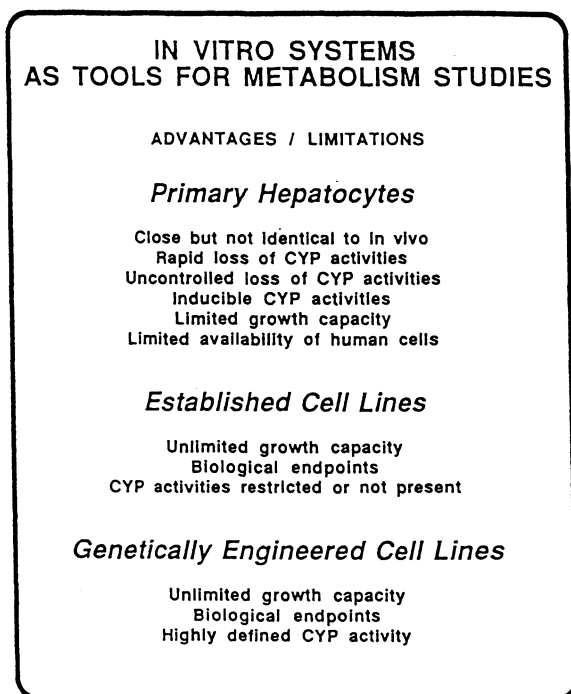 IN VITRO SYSTEMS
AS TOOLS FOR METABOLISM STUDIES
ADVANTAGES / LIMITATIONS
Primary Hepatocytes
Close but not identical to in vivo
Rapid loss of CYP activities
Uncontrolled loss of CYP activities
Inducible CYP activities
Limited growth capacity
Limited availability of human cells
Established Cell Lines
Unlimited growth capacity
Biological endpoints
CYP activities restricted or not present
Genetically Engineered Cell Lines
Unlimited growth capacity
Biological endpoints
Highly defined CYP activity